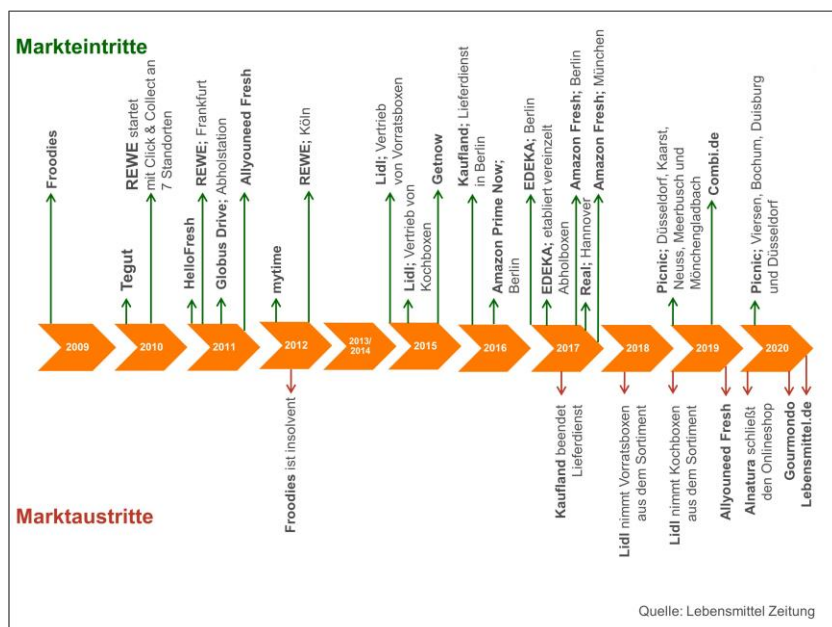 Markteintritte
Froodies
Tegut
REWE startet
mit Click & Collect an
7 Standorten
HelloFresh
REWE; Frankfurt
Globus Drive; Abholstation
Allyouneed Fresh
mytime
REWE; Köln
Lidl; Vertrieb
von Vorratsboxen
Lidl; Vertrieb von
Kochboxen
Getnow
Kaufland; Lieferdienst
in Berlin
Amazon Prime Now;
Berlin
EDEKA; Berlin
EDEKA; etabliert vereinzelt
Abholboxen
Amazon Fresh; Berlin
Real; Hannover
Amazon Fresh; München
Picnic; Düsseldorf, Kaarst,
Neuss, Meerbusch und
Mönchengladbach
Combi.de
Picnic; Viersen, Bochum, Duisburg
und Düsseldorf
2009
2010
2011
2012
2013/
2014
2015
2016
2017
2018
2019
2020
Froodies ist insolvent
Kaufland beendet
Lieferdienst
Lidl nimmt Vorratsboxen
aus dem Sortiment
Lidl nimmt Kochboxen
aus dem Sortiment
Allyouneed Fresh
Alnatura schließt
den Onlineshop
Gourmondo
Lebensmittel.de
Marktaustritte
Quelle: Lebensmittel Zeitung